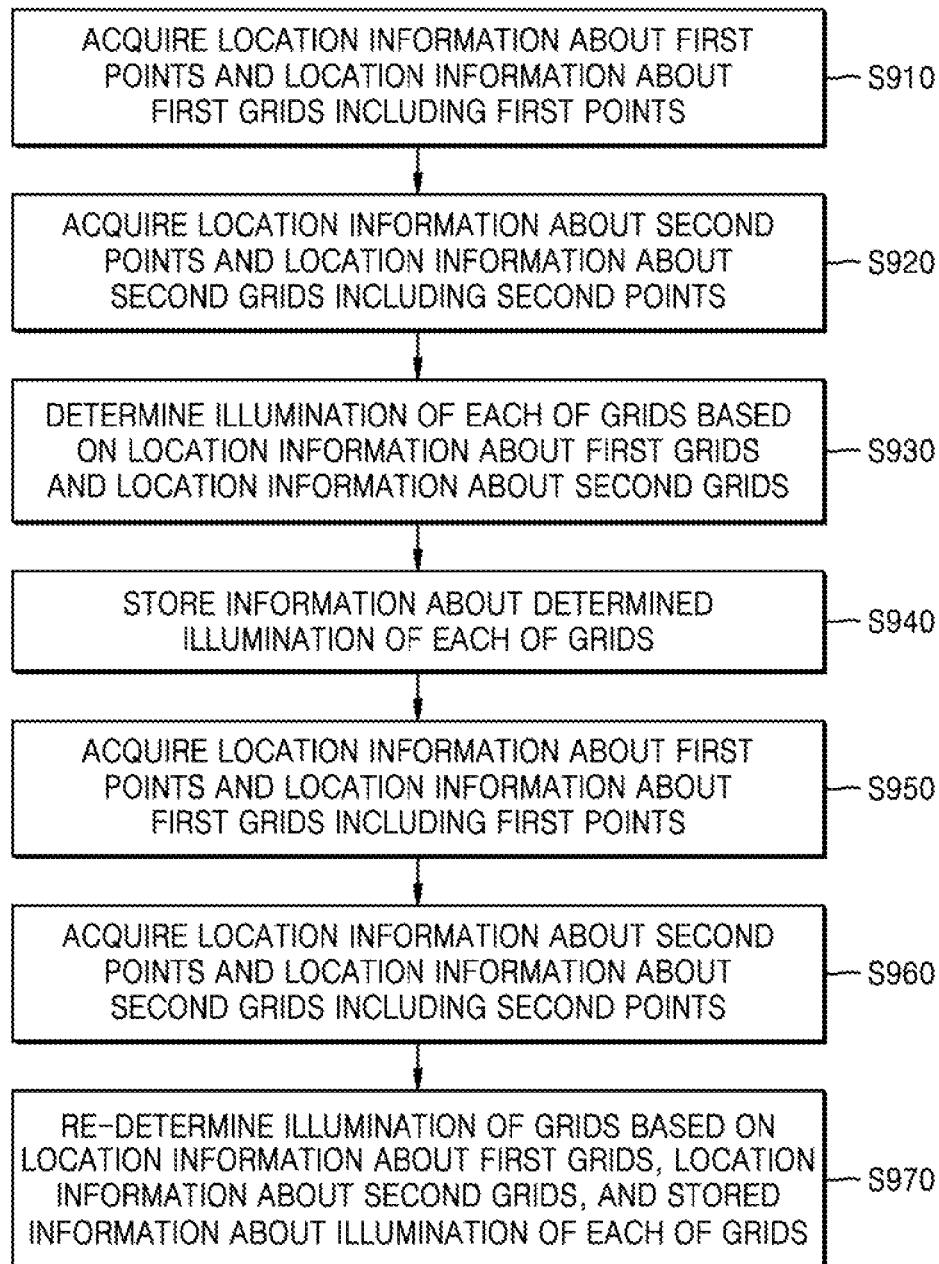 ACQUIRE LOCATION INFORMATION ABOUT FIRST
POINTS AND LOCATION INFORMATION ABOUT
FIRST GRIDS INCLUDING FIRST POINTS
S910
ACQUIRE LOCATION INFORMATION ABOUT SECOND
POINTS AND LOCATION INFORMATION ABOUT
SECOND GRIDS INCLUDING SECOND POINTS
S920
DETERMINE ILLUMINATION OF EACH OF GRIDS BASED
ON LOCATION INFORMATION ABOUT FIRST GRIDS
AND LOCATION INFORMATION ABOUT SECOND GRIDS
S930
STORE INFORMATION ABOUT DETERMINED
ILLUMINATION OF EACH OF GRIDS
S940
ACQUIRE LOCATION INFORMATION ABOUT FIRST
POINTS AND LOCATION INFORMATION ABOUT
FIRST GRIDS INCLUDING FIRST POINTS
S950
ACQUIRE LOCATION INFORMATION ABOUT SECOND
POINTS AND LOCATION INFORMATION ABOUT
SECOND GRIDS INCLUDING SECOND POINTS
S960
RE-DETERMINE ILLUMINATION OF GRIDS BASED ON
LOCATION INFORMATION ABOUT FIRST GRIDS, LOCATION
INFORMATION ABOUT SECOND GRIDS, AND STORED
INFORMATION ABOUT ILLUMINATION OF EACH OF GRIDS
S970